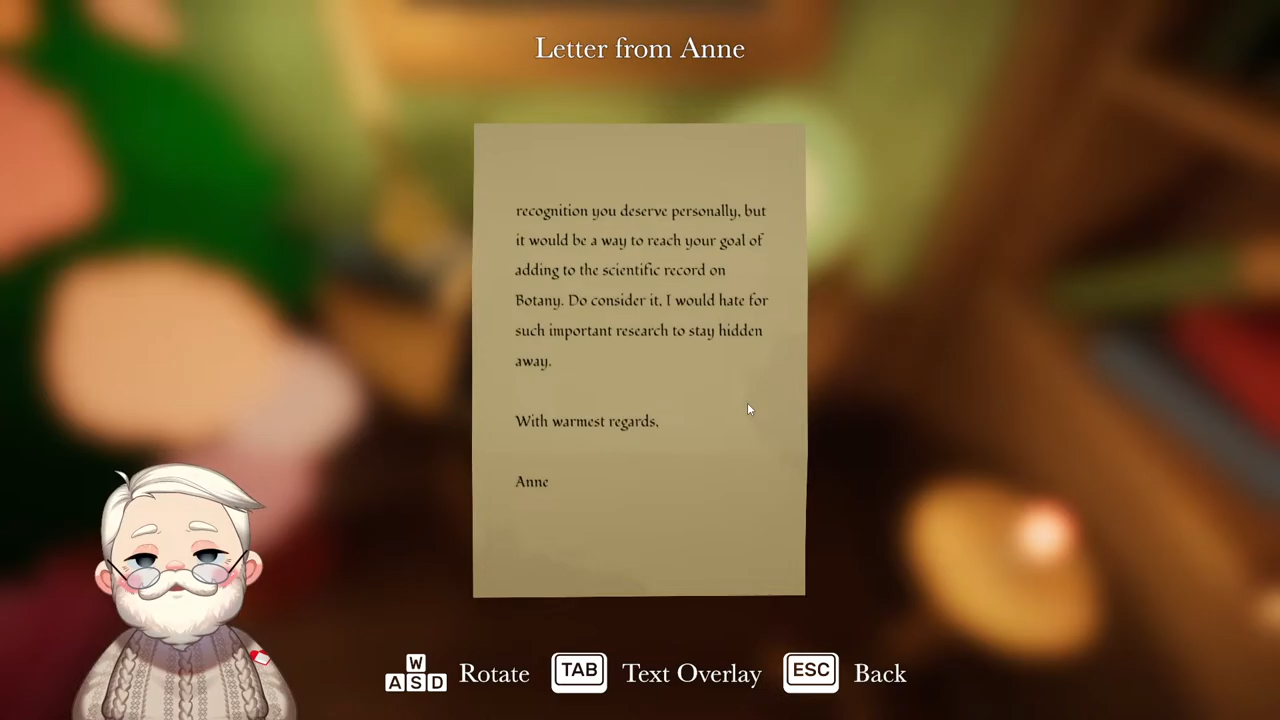 Letter from Anne
recognition you deserve personally, but
it would be a way to reach your goal of
adding to the scientific record on
Botany. Do consider it, I would hate for
such important research to stay hidden
away.
With warmest regards,
Anne
W
A S D Rotate TAB Text Overlay ESC Back